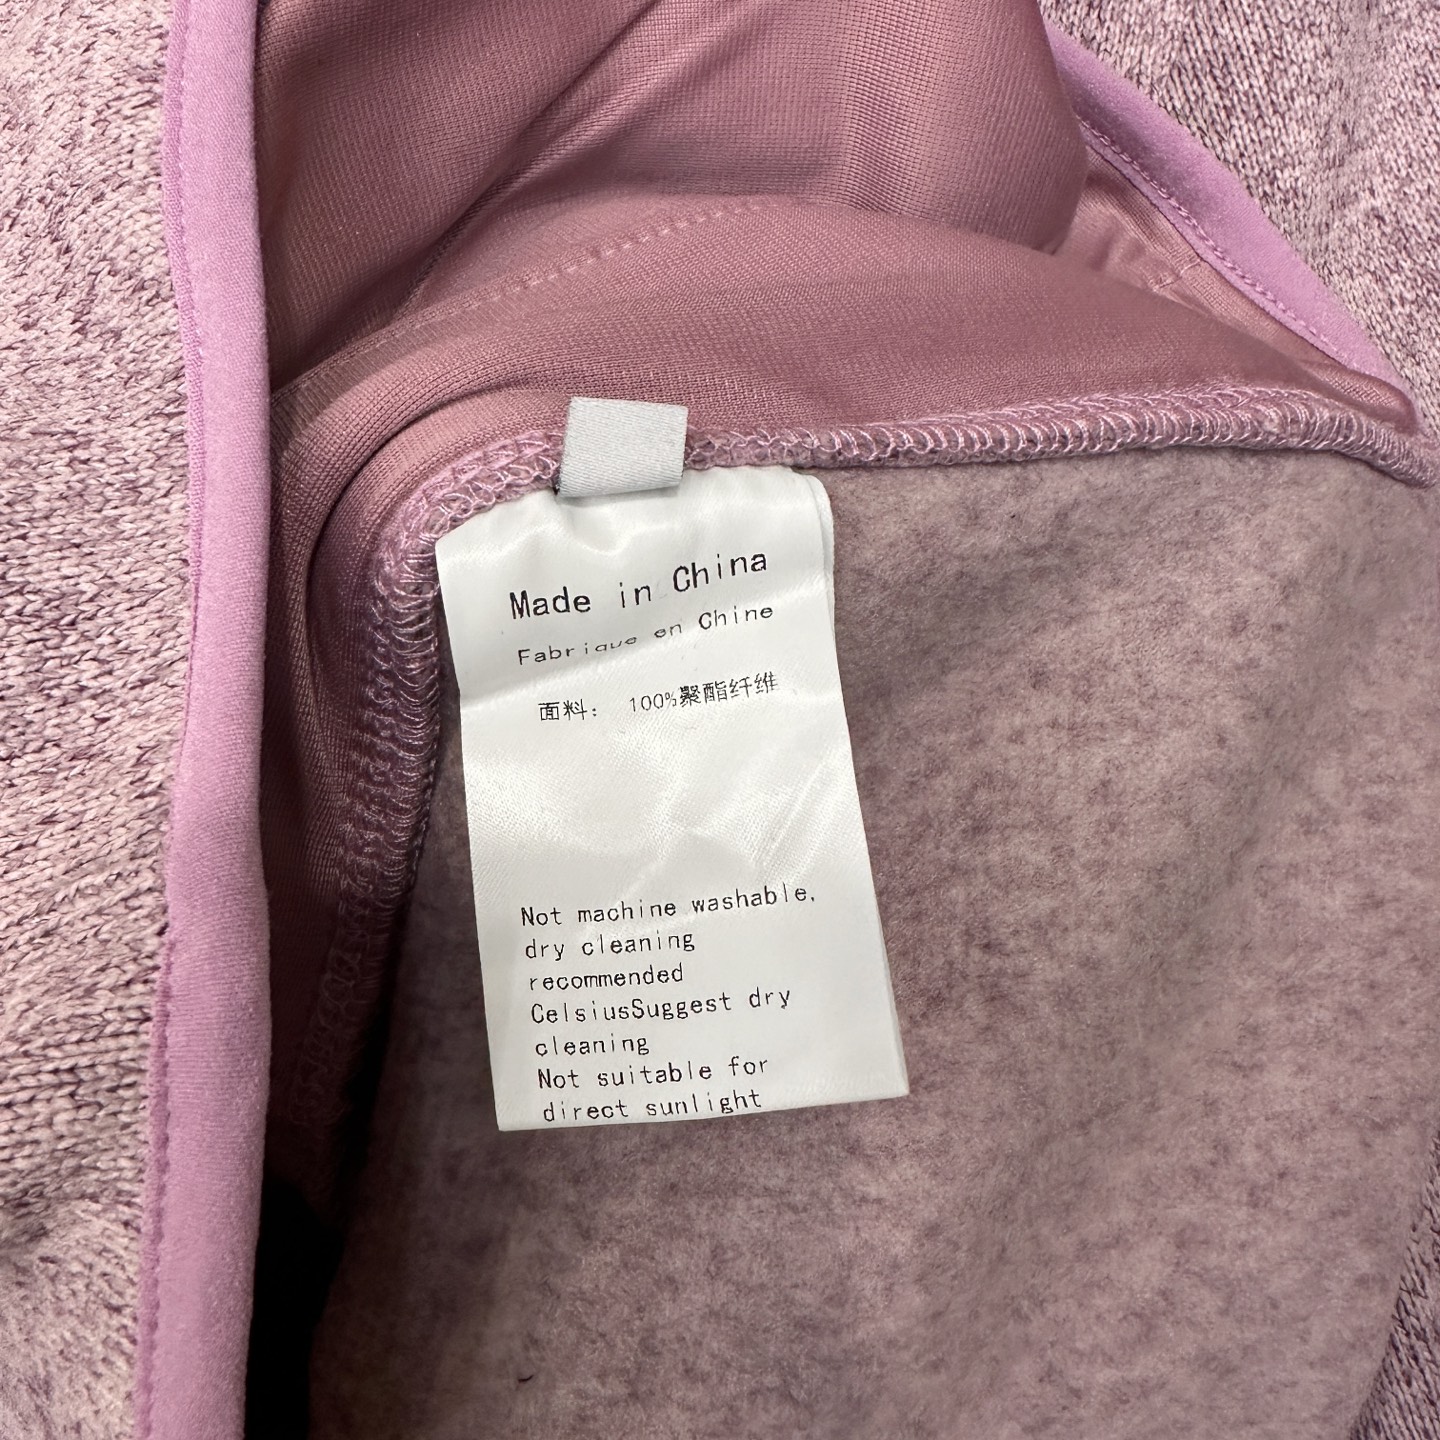 Made in China
Fabrique en Chine
面料： 100%聚酯纤维
Not machine washable,
dry cleaning
recommended
CelsiusSuggest dry
cleaning
Not suitable for
direct sunlight